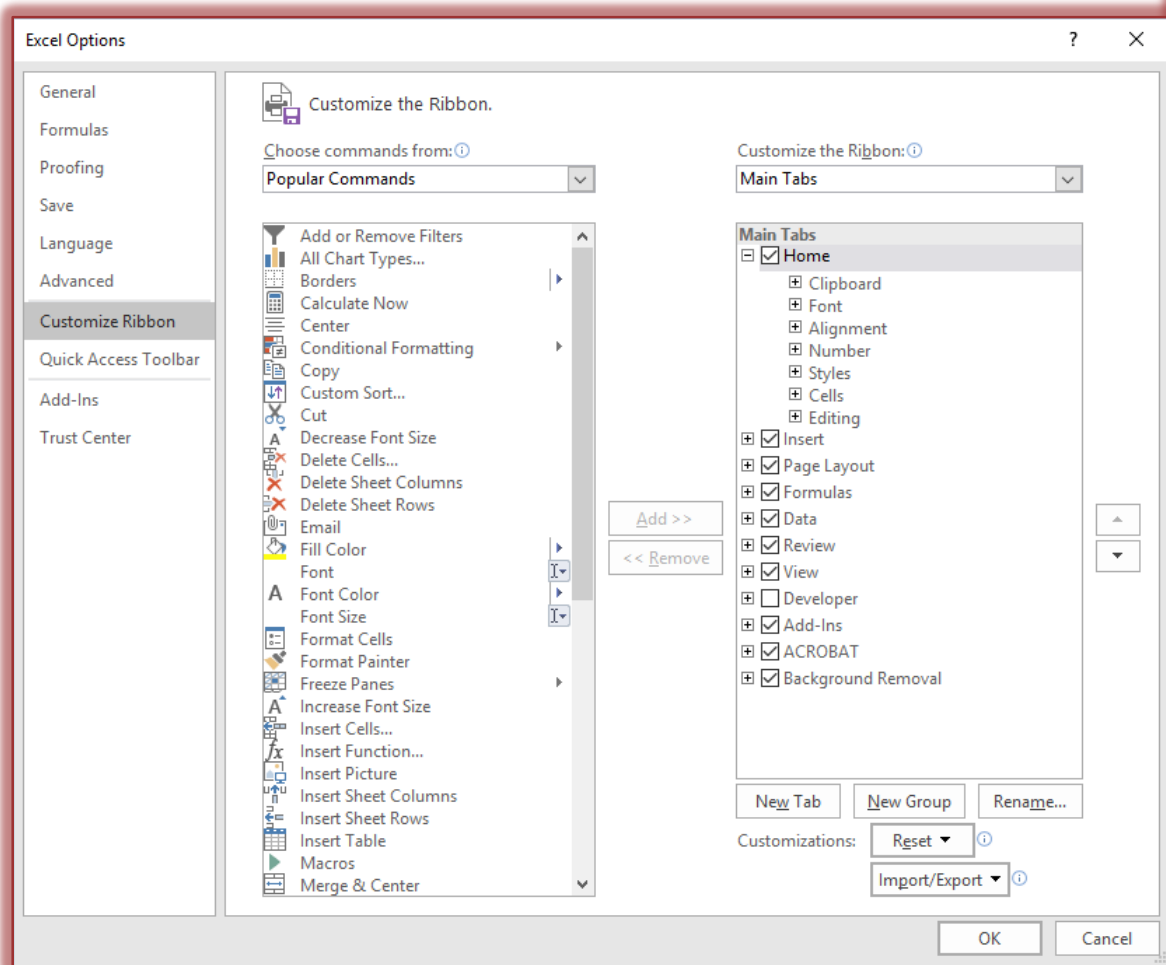 Excel Options
?
General
Formulas
Proofing
Save
Language
Advanced
Customize Ribbon
Quick Access Toolbar
Add-Ins
Trust Center
Customize the Ribbon.
Choose commands from:
Popular Commands
Add or Remove Filters
All Chart Types...
Borders
Calculate Now
Center
Conditional Formatting
Copy
Custom Sort...
Cut
Decrease Font Size
Delete Cells...
Delete Sheet Columns
Delete Sheet Rows
Email
Fill Color
Font
Font Color
Font Size
Format Cells
Format Painter
Freeze Panes
Increase Font Size
Insert Cells...
Insert Function...
Insert Picture
Insert Sheet Columns
Insert Sheet Rows
Insert Table
Macros
Merge & Center
Add >>
<< Remove
Customize the Ribbon:
Main Tabs
Main Tabs
Home
Clipboard
Font
Alignment
Number
Styles
Cells
Editing
Insert
Page Layout
Formulas
Data
Review
View
Developer
Add-Ins
ACROBAT
Background Removal
New Tab
New Group
Rename...
Customizations:
Reset
Import/Export
OK
Cancel